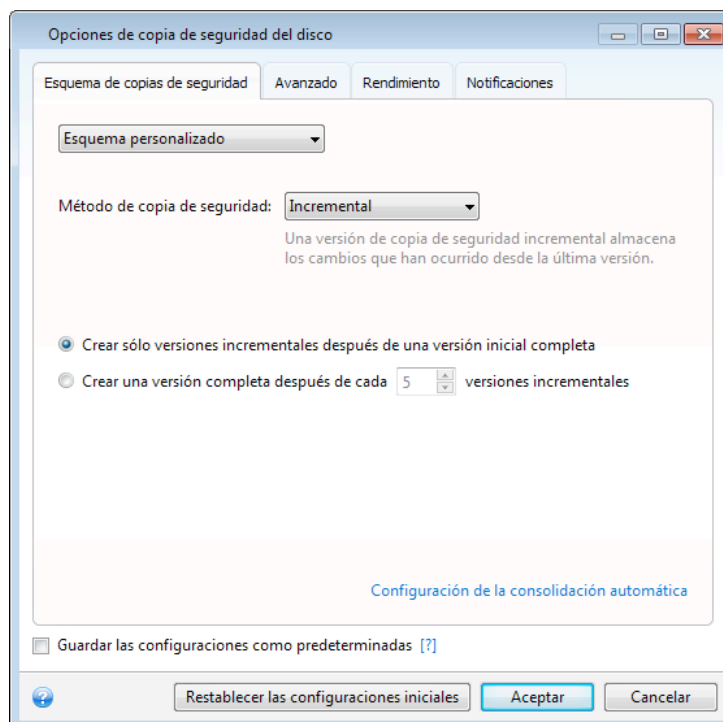 Opciones de copia de seguridad del disco
Esquema de copias de seguridad
Avanzado
Rendimiento
Notificaciones
Esquema personalizado
Método de copia de seguridad:
Incremental
Una versión de copia de seguridad incremental almacena
los cambios que han ocurrido desde la última versión.
Crear sólo versiones incrementales después de una versión inicial completa
Crear una versión completa después de cada 5 versiones incrementales
Configuración de la consolidación automática
Guardar las configuraciones como predeterminadas [?]
?
Restablecer las configuraciones iniciales
Aceptar
Cancelar